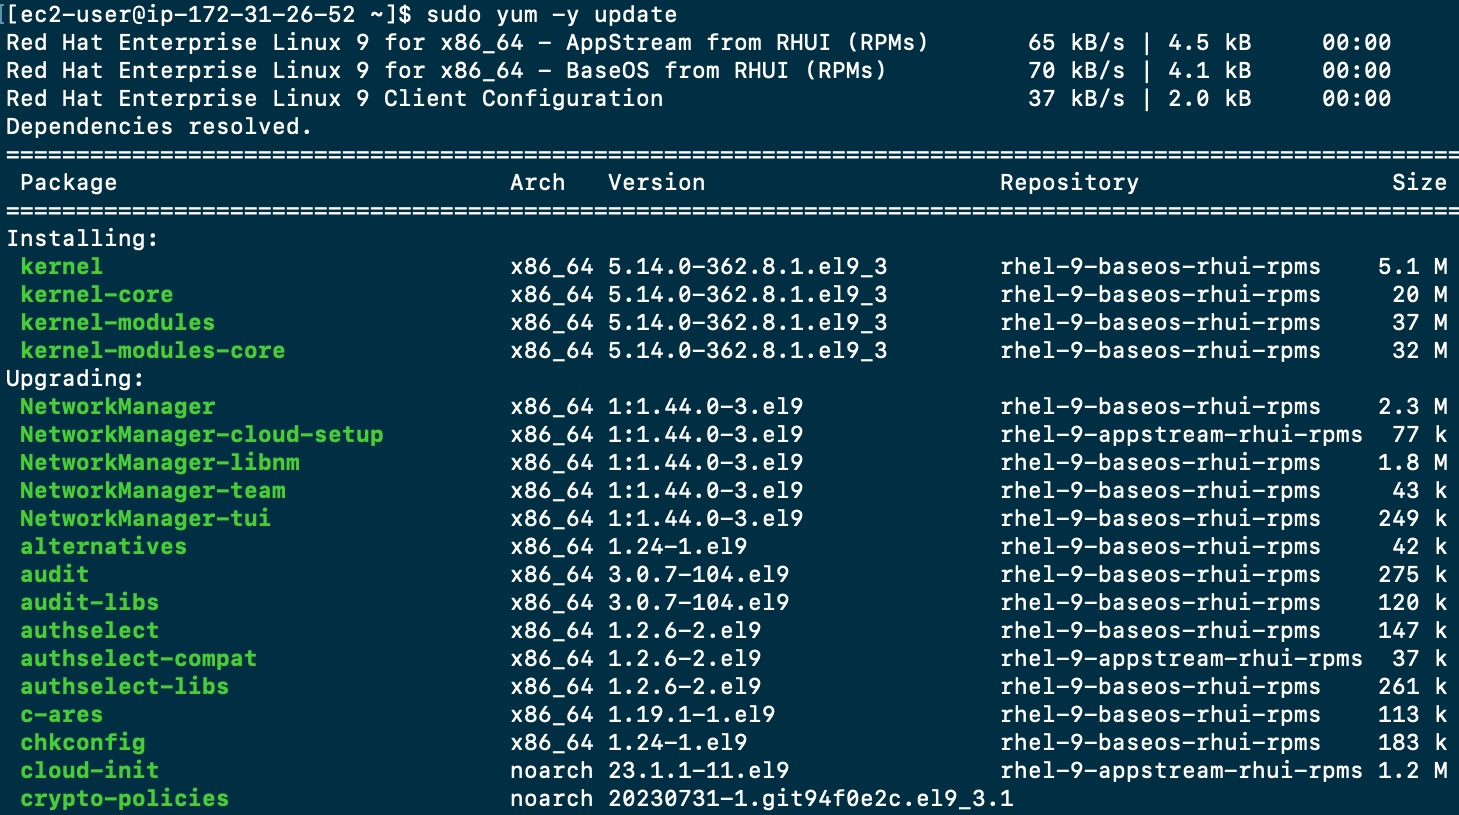 [[ec2-user@ip-172-31-26-52 ~]$ sudo yum -y update
Red Hat Enterprise Linux 9 for x86_64 - AppStream from RHUI (RPMs)       65 kB/s | 4.5 kB     00:00
Red Hat Enterprise Linux 9 for x86_64 - BaseOS from RHUI (RPMs)          70 kB/s | 4.1 kB     00:00
Red Hat Enterprise Linux 9 Client Configuration                          37 kB/s | 2.0 kB     00:00
Dependencies resolved.
========================================================================================================
 Package                            Arch   Version                     Repository                  Size
========================================================================================================
Installing:
 kernel                             x86_64 5.14.0-362.8.1.el9_3        rhel-9-baseos-rhui-rpms    5.1 M
 kernel-core                        x86_64 5.14.0-362.8.1.el9_3        rhel-9-baseos-rhui-rpms     20 M
 kernel-modules                     x86_64 5.14.0-362.8.1.el9_3        rhel-9-baseos-rhui-rpms     37 M
 kernel-modules-core                x86_64 5.14.0-362.8.1.el9_3        rhel-9-baseos-rhui-rpms     32 M
Upgrading:
 NetworkManager                     x86_64 1:1.44.0-3.el9              rhel-9-baseos-rhui-rpms    2.3 M
 NetworkManager-cloud-setup         x86_64 1:1.44.0-3.el9              rhel-9-appstream-rhui-rpms  77 k
 NetworkManager-libnm               x86_64 1:1.44.0-3.el9              rhel-9-baseos-rhui-rpms    1.8 M
 NetworkManager-team                x86_64 1:1.44.0-3.el9              rhel-9-baseos-rhui-rpms     43 k
 NetworkManager-tui                 x86_64 1:1.44.0-3.el9              rhel-9-baseos-rhui-rpms    249 k
 alternatives                       x86_64 1.24-1.el9                  rhel-9-baseos-rhui-rpms     42 k
 audit                              x86_64 3.0.7-104.el9               rhel-9-baseos-rhui-rpms    275 k
 audit-libs                         x86_64 3.0.7-104.el9               rhel-9-baseos-rhui-rpms    120 k
 authselect                         x86_64 1.2.6-2.el9                 rhel-9-baseos-rhui-rpms    147 k
 authselect-compat                  x86_64 1.2.6-2.el9                 rhel-9-appstream-rhui-rpms  37 k
 authselect-libs                    x86_64 1.2.6-2.el9                 rhel-9-baseos-rhui-rpms    261 k
 c-ares                             x86_64 1.19.1-1.el9                rhel-9-baseos-rhui-rpms    113 k
 chkconfig                          x86_64 1.24-1.el9                  rhel-9-baseos-rhui-rpms    183 k
 cloud-init                         noarch 23.1.1-11.el9               rhel-9-appstream-rhui-rpms 1.2 M
 crypto-policies                    noarch 20230731-1.git94f0e2c.el9_3.1